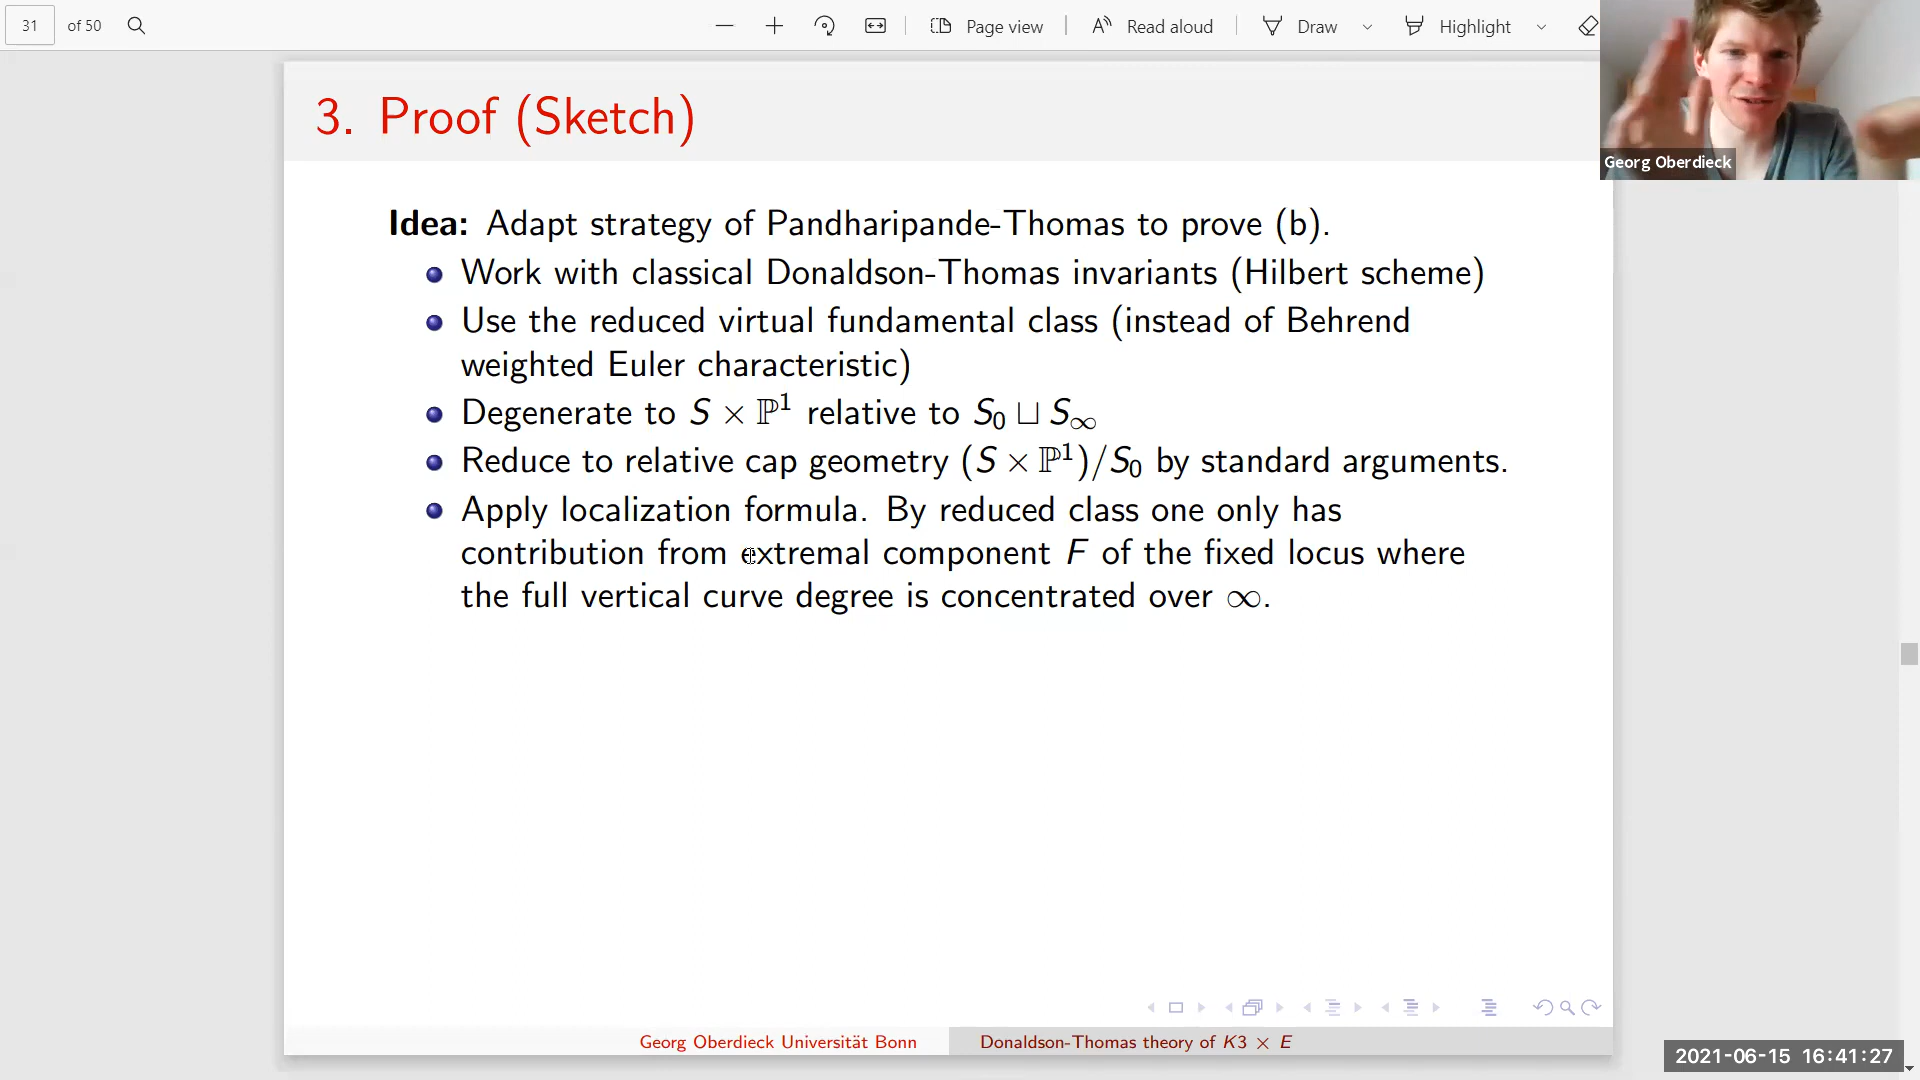 31 of 50 Page view Read aloud Draw Highlight
3. Proof (Sketch)
Georg Oberdieck
Idea: Adapt strategy of Pandharipande-Thomas to prove (b).
Work with classical Donaldson-Thomas invariants (Hilbert scheme)
Use the reduced virtual fundamental class (instead of Behrend
weighted Euler characteristic)
Degenerate to S × ℙ¹ relative to S₀ ⊔ S∞
Reduce to relative cap geometry (S × ℙ¹)/S₀ by standard arguments.
Apply localization formula. By reduced class one only has
contribution from extremal component F of the fixed locus where
the full vertical curve degree is concentrated over ∞.
Georg Oberdieck Universität Bonn Donaldson-Thomas theory of K3 × E
2021-06-15 16:41:27